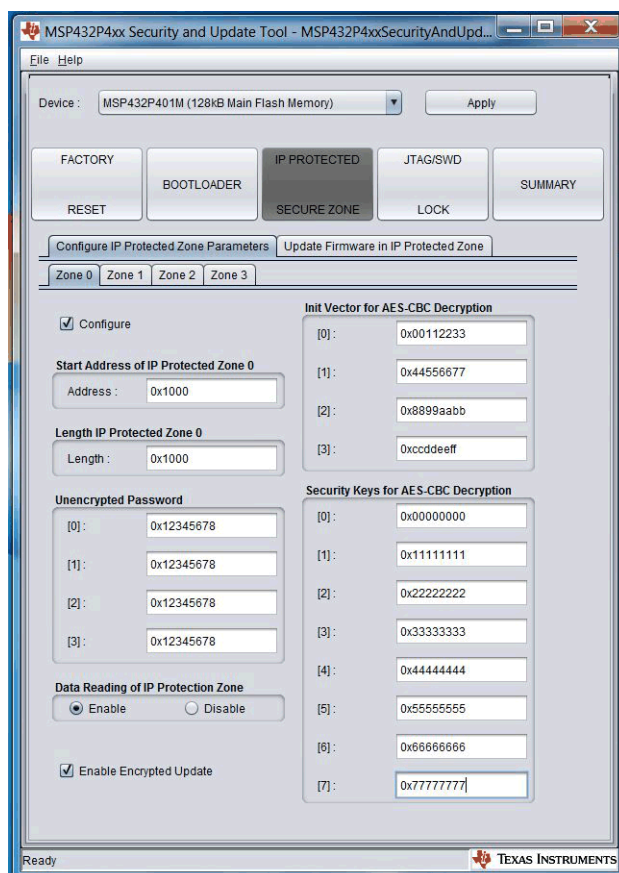 MSP432P4xx Security and Update Tool - MSP432P4xxSecurityAndUpd...
File Help
Device : MSP432P401M (128kB Main Flash Memory) Apply
FACTORY RESET
BOOTLOADER
IP PROTECTED SECURE ZONE
JTAG/SWD LOCK
SUMMARY
Configure IP Protected Zone Parameters Update Firmware in IP Protected Zone
Zone 0 Zone 1 Zone 2 Zone 3
Configure
Start Address of IP Protected Zone 0
Address : 0x1000
Length IP Protected Zone 0
Length : 0x1000
Unencrypted Password
[0] : 0x12345678
[1] : 0x12345678
[2] : 0x12345678
[3] : 0x12345678
Data Reading of IP Protection Zone
Enable Disable
Enable Encrypted Update
Init Vector for AES-CBC Decryption
[0] : 0x00112233
[1] : 0x44556677
[2] : 0x8899aabb
[3] : 0xccddeeff
Security Keys for AES-CBC Decryption
[0] : 0x00000000
[1] : 0x11111111
[2] : 0x22222222
[3] : 0x33333333
[4] : 0x44444444
[5] : 0x55555555
[6] : 0x66666666
[7] : 0x77777777
Ready
TEXAS INSTRUMENTS